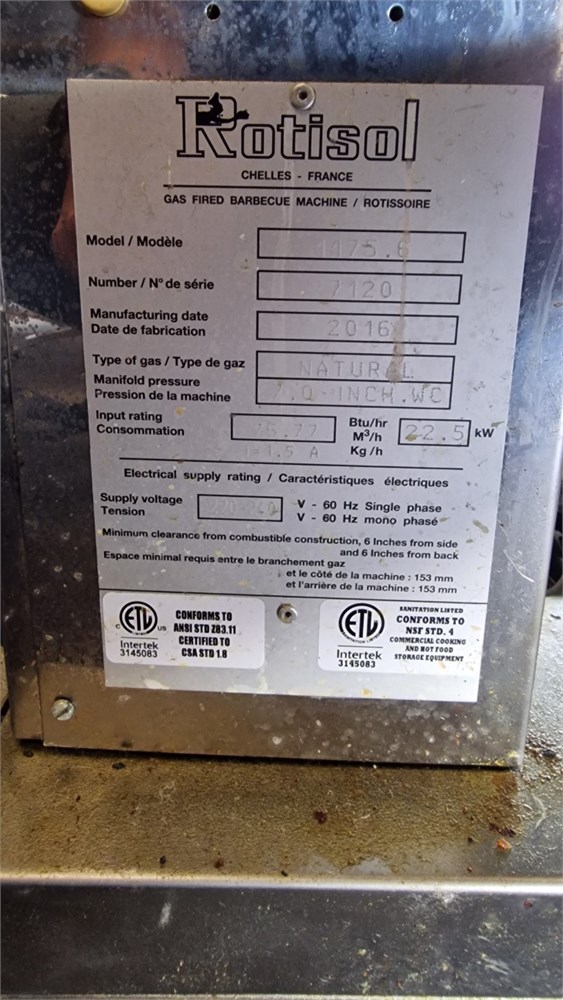 Rotisol
CHELLES - FRANCE
GAS FIRED BARBECUE MACHINE / ROTISSOIRE
Model / Modèle 1175.6
Number / N° de série 7120
Manufacturing date
Date de fabrication 2016
Type of gas / Type de gaz NATURAL
Manifold pressure
Pression de la machine INCH.WC
Input rating
Consommation
Btu/hr
M³/h
Kg/h
22.5 kW
1.5 A
Electrical supply rating / Caractéristiques électriques
Supply voltage
Tension
V - 60 Hz Single phase
V - 60 Hz mono phasé
Minimum clearance from combustible construction, 6 Inches from side
and 6 Inches from back
Espace minimal requis entre le branchement gaz
et le côté de la machine : 153 mm
et l'arrière de la machine : 153 mm
C ETL US
Intertek
3145083
CONFORMS TO
ANSI STD Z83.11
CERTIFIED TO
CSA STD 1.8
ETL
Intertek
3145083
SANITATION LISTED
CONFORMS TO
NSF STD. 4
COMMERCIAL COOKING
AND HOT FOOD
STORAGE EQUIPMENT